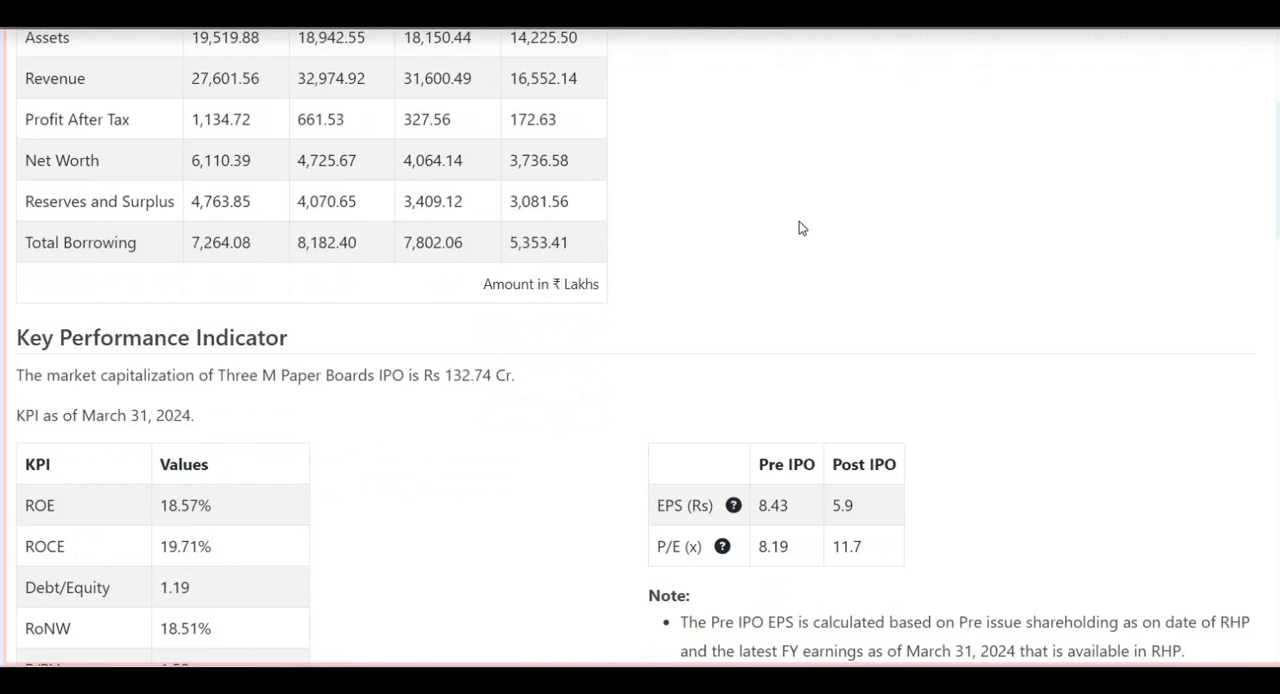 Assets 19,519.88 18,942.55 18,150.44 14,225.50
Revenue 27,601.56 32,974.92 31,600.49 16,552.14
Profit After Tax 1,134.72 661.53 327.56 172.63
Net Worth 6,110.39 4,725.67 4,064.14 3,736.58
Reserves and Surplus 4,763.85 4,070.65 3,409.12 3,081.56
Total Borrowing 7,264.08 8,182.40 7,802.06 5,353.41
Amount in ₹ Lakhs
Key Performance Indicator
The market capitalization of Three M Paper Boards IPO is Rs 132.74 Cr.
KPI as of March 31, 2024.
KPI Values
ROE 18.57%
ROCE 19.71%
Debt/Equity 1.19
RoNW 18.51%
Pre IPO Post IPO
EPS (Rs) ? 8.43 5.9
P/E (x) ? 8.19 11.7
Note:
• The Pre IPO EPS is calculated based on Pre issue shareholding as on date of RHP
and the latest FY earnings as of March 31, 2024 that is available in RHP.